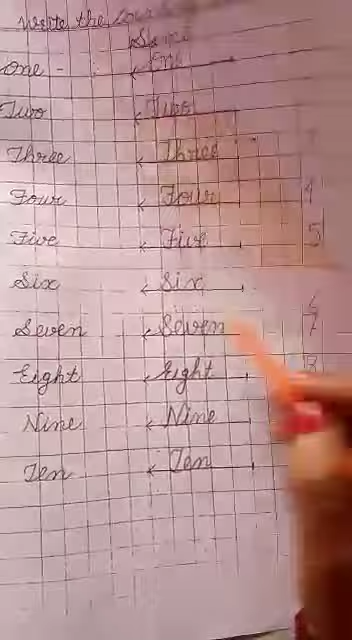 Write the
Same
One - One
Two Two
Three Three
Four Four 4
Five Five 5
Six Six 6
Seven Seven 7
Eight Eight 8
Nine Nine
Ten Ten